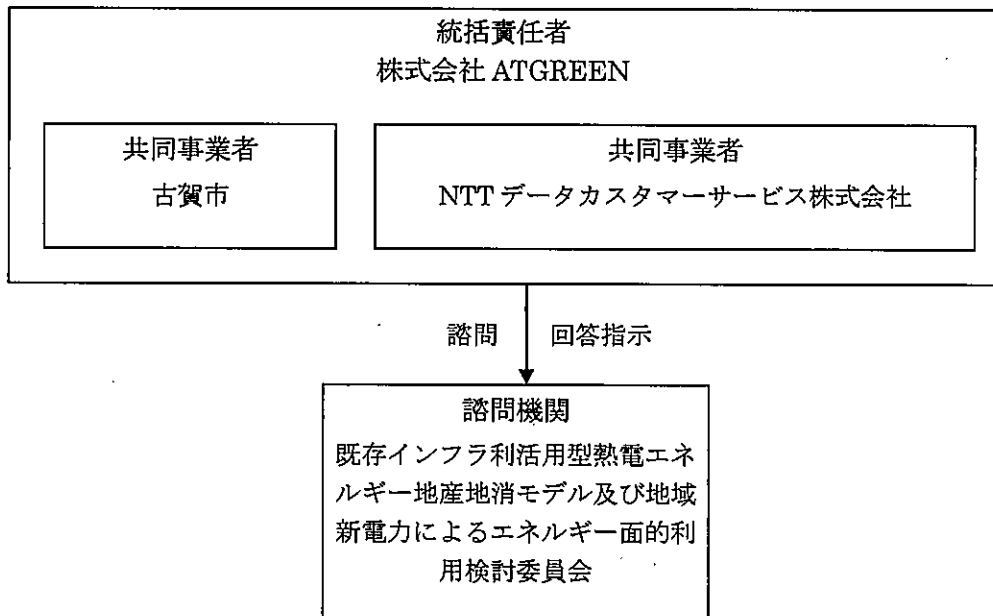 統括責任者
株式会社 ATGREEN
共同事業者
古賀市
共同事業者
NTT データカスタマーサービス株式会社
諮問 回答指示
諮問機関
既存インフラ利活用型熱電エネ
ルギー地産地消モデル及び地域
新電力によるエネルギー面的利
用検討委員会